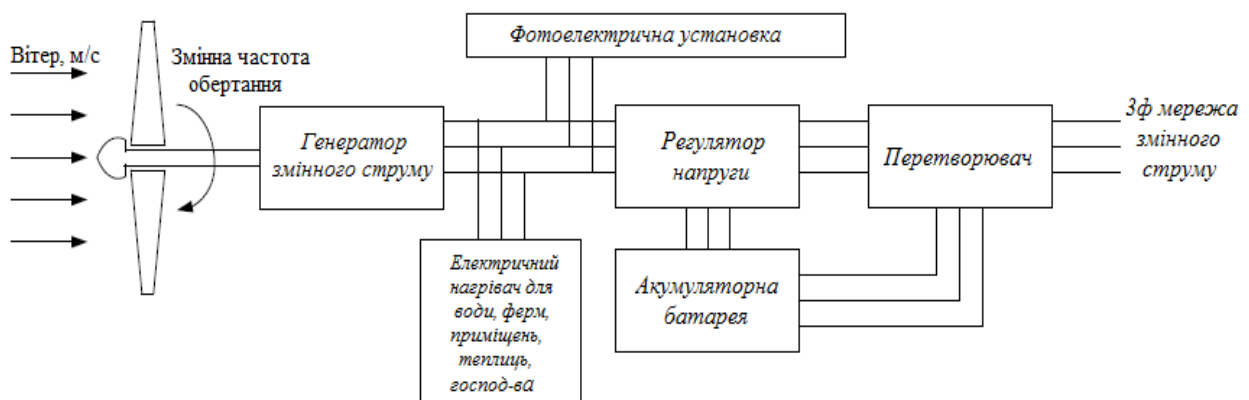 Вітер, м/с
Змінна частота
обертання
Фотоелектрична установка
Генератор
змінного струму
Регулятор
напруги
Перетворювач
3ф мережа
змінного
струму
Електричний
нагрівач для
води, ферм,
приміщень,
теплиць,
господ-ва
Акумуляторна
батарея